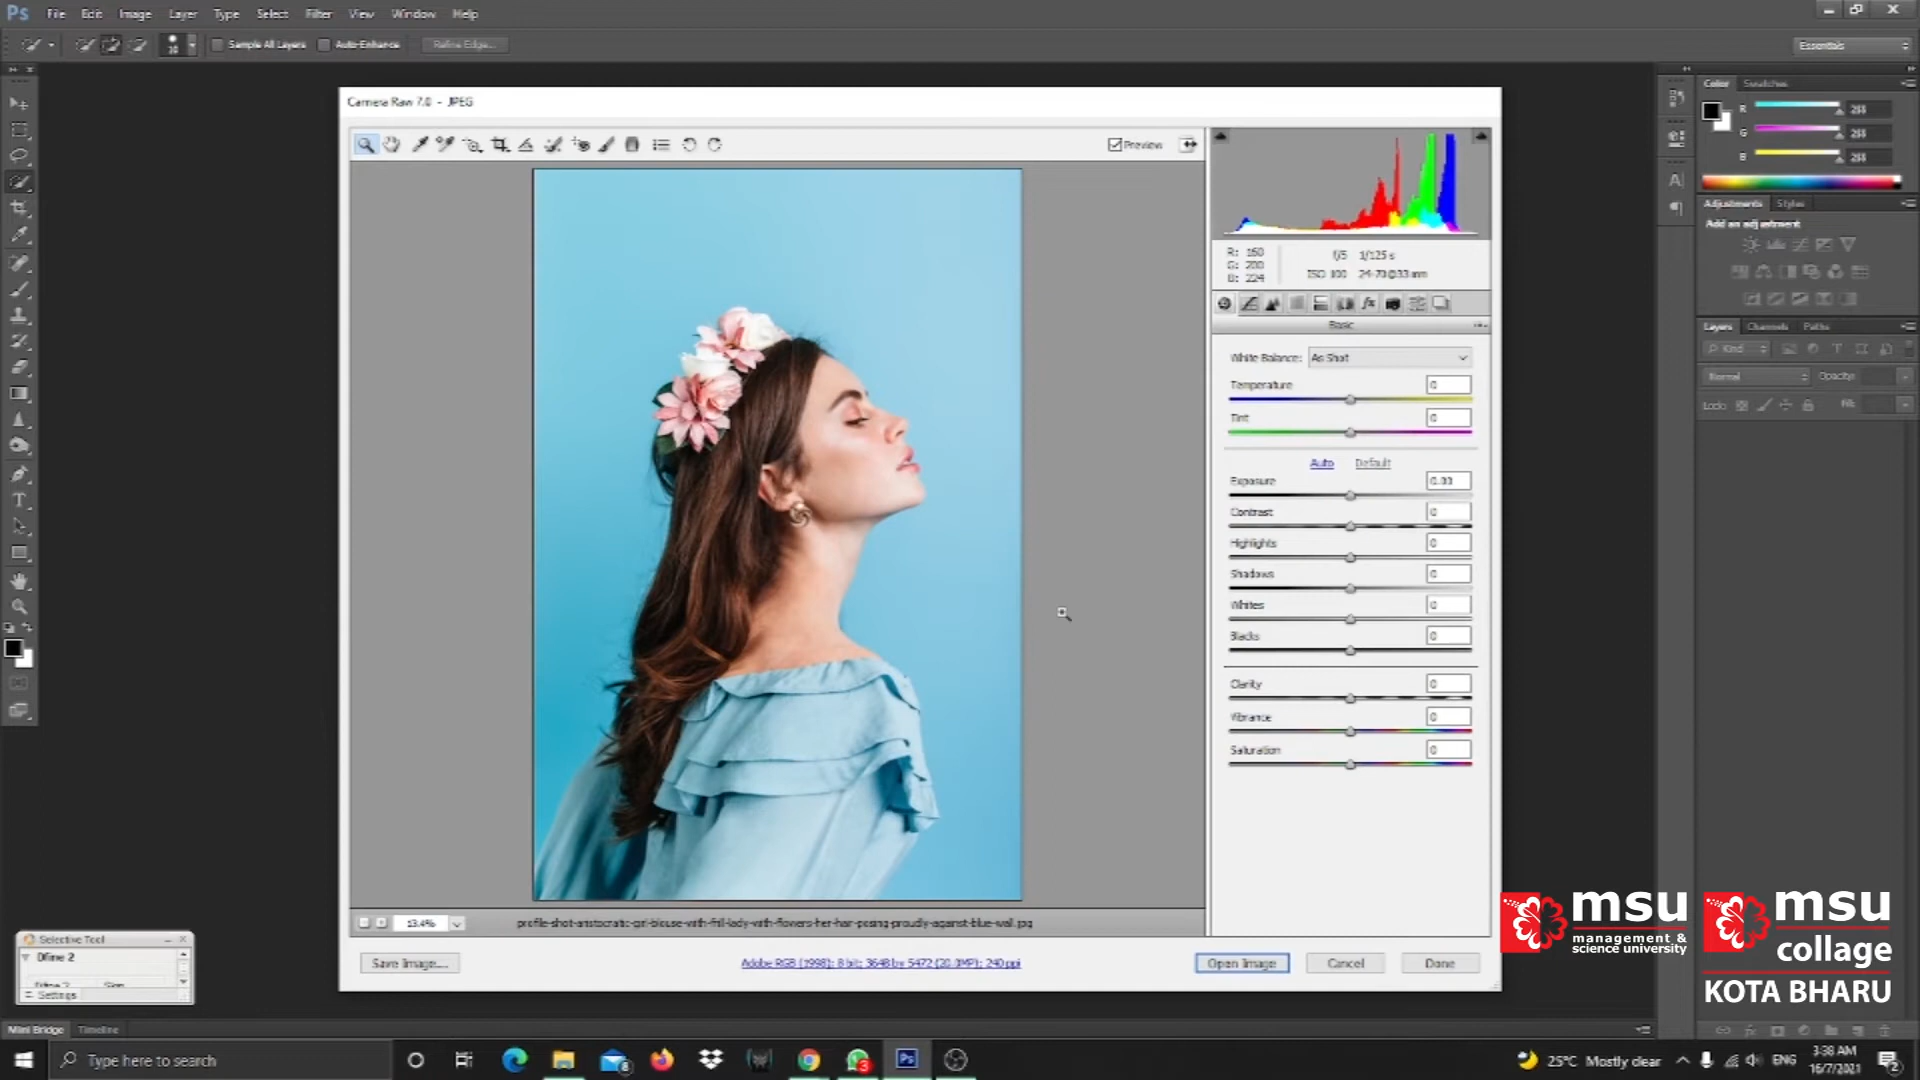 Ps File Edit Image Layer Type Select Filter View Window Help
Sample All Layers Auto-Enhance Refine Edge... Essentials
Camera Raw 7.0 - JPEG
Preview
R: 160
G: 200
B: 224
f/5 1/125 s
ISO 100 24-70@33 mm
Basic
White Balance: As Shot
Temperature 0
Tint 0
Auto Default
Exposure 0.00
Contrast 0
Highlights 0
Shadows 0
Whites 0
Blacks 0
Clarity 0
Vibrance 0
Saturation 0
13.4%
profile-shot-aristocratic-girl-blouse-with-frill-lady-with-flowers-her-hair-posing-proudly-against-blue-wall.jpg
Save Image...
Adobe RGB (1998); 8 bit; 3648 by 5472 (20.0MP); 240 ppi
Open Image Cancel Done
Color Swatches
R 255
G 255
B 255
Adjustments Styles
Add an adjustment
Layers Channels Paths
Kind
Normal Opacity:
Lock: Fill:
Selective Tool
Dfine 2
Settings
Mini Bridge Timeline
msu
management &
science university
msu
collage
KOTA BHARU
Type here to search
25°C Mostly clear ENG
3:38 AM
16/7/2021